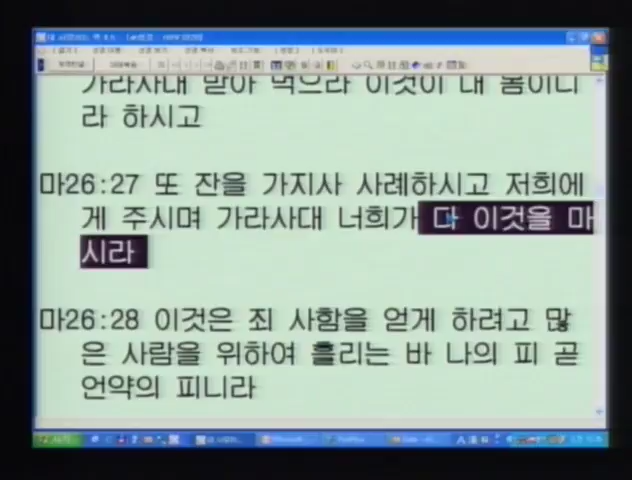 가라사대 받아 먹으라 이것이 내 몸이니
라 하시고
마26:27 또 잔을 가지사 사례하시고 저희에
게 주시며 가라사대 너희가 다 이것을 마
시라
마26:28 이것은 죄 사함을 얻게 하려고 많
은 사람을 위하여 흘리는 바 나의 피 곧
언약의 피니라